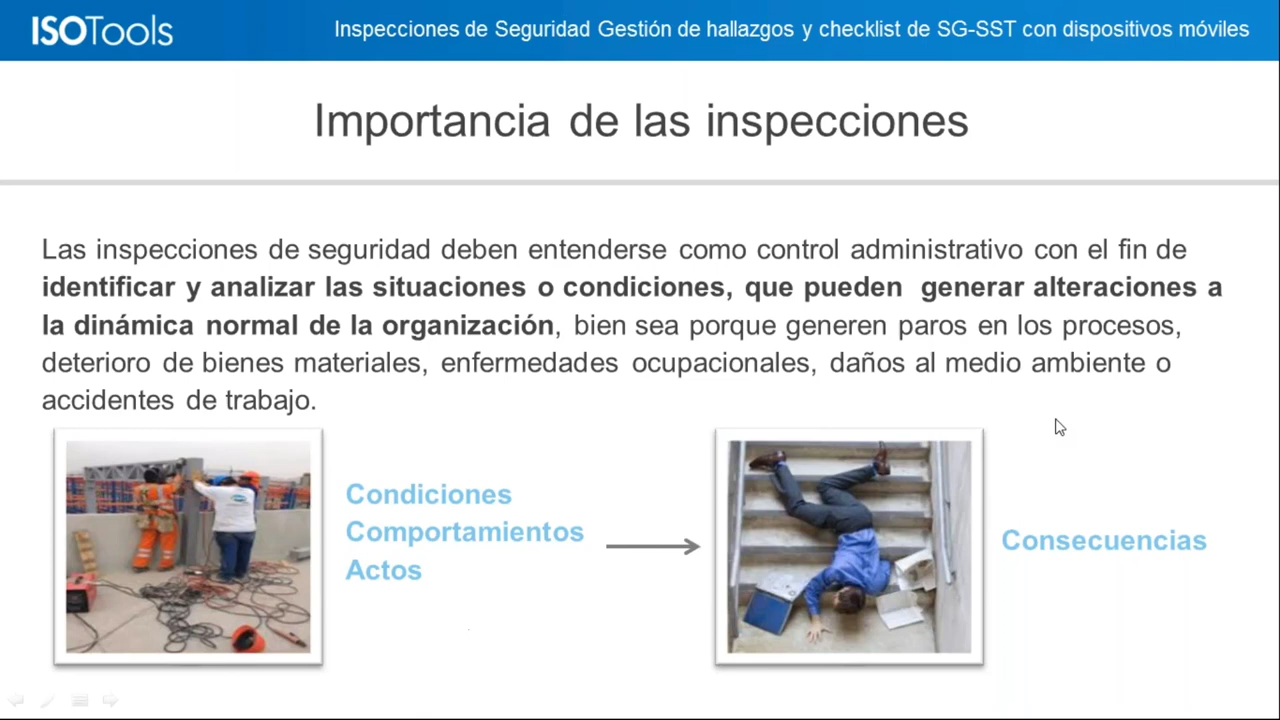 ISOTools
Inspecciones de Seguridad Gestión de hallazgos y checklist de SG-SST con dispositivos móviles
Importancia de las inspecciones
Las inspecciones de seguridad deben entenderse como control administrativo con el fin de
identificar y analizar las situaciones o condiciones, que pueden generar alteraciones a
la dinámica normal de la organización, bien sea porque generen paros en los procesos,
deterioro de bienes materiales, enfermedades ocupacionales, daños al medio ambiente o
accidentes de trabajo.
Condiciones
Comportamientos
Actos
Consecuencias